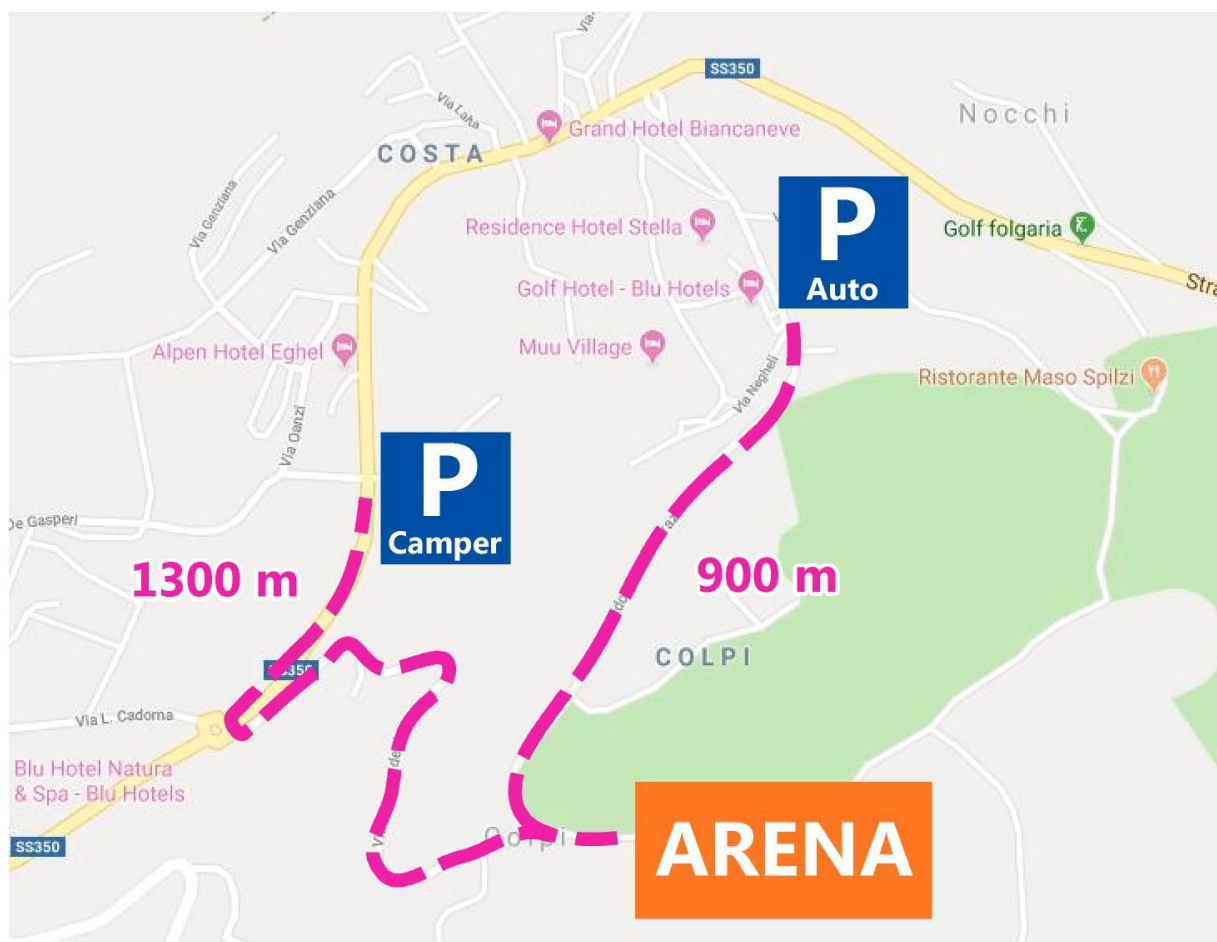 SS350
Nocchi
Via Laka
Grand Hotel Biancaneve
COSTA
Via Genziana
Via Genziana
P
Auto
Residence Hotel Stella
Golf folgaria
Golf Hotel - Blu Hotels
Alpen Hotel Eghel
Muu Village
Ristorante Maso Spilzi
Via Negheli
Via Oanzi
P
Camper
De Gasperi
1300 m
900 m
COLPI
SS350
Via L. Cadorna
Blu Hotel Natura
& Spa - Blu Hotels
SS350
Colpi
ARENA